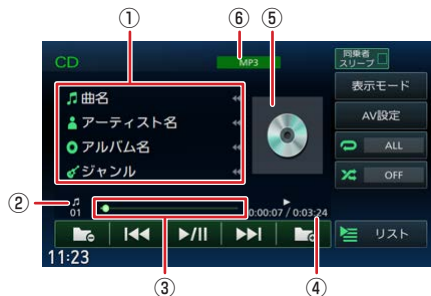 ① ⑥ ⑤
CD
MP3
同乗者
スリープ
表示モード
曲名
アーティスト名
AV設定
アルバム名
ALL
ジャンル
OFF
②
01
0:00:07 / 0:03:24
リスト
11:23
③ ④